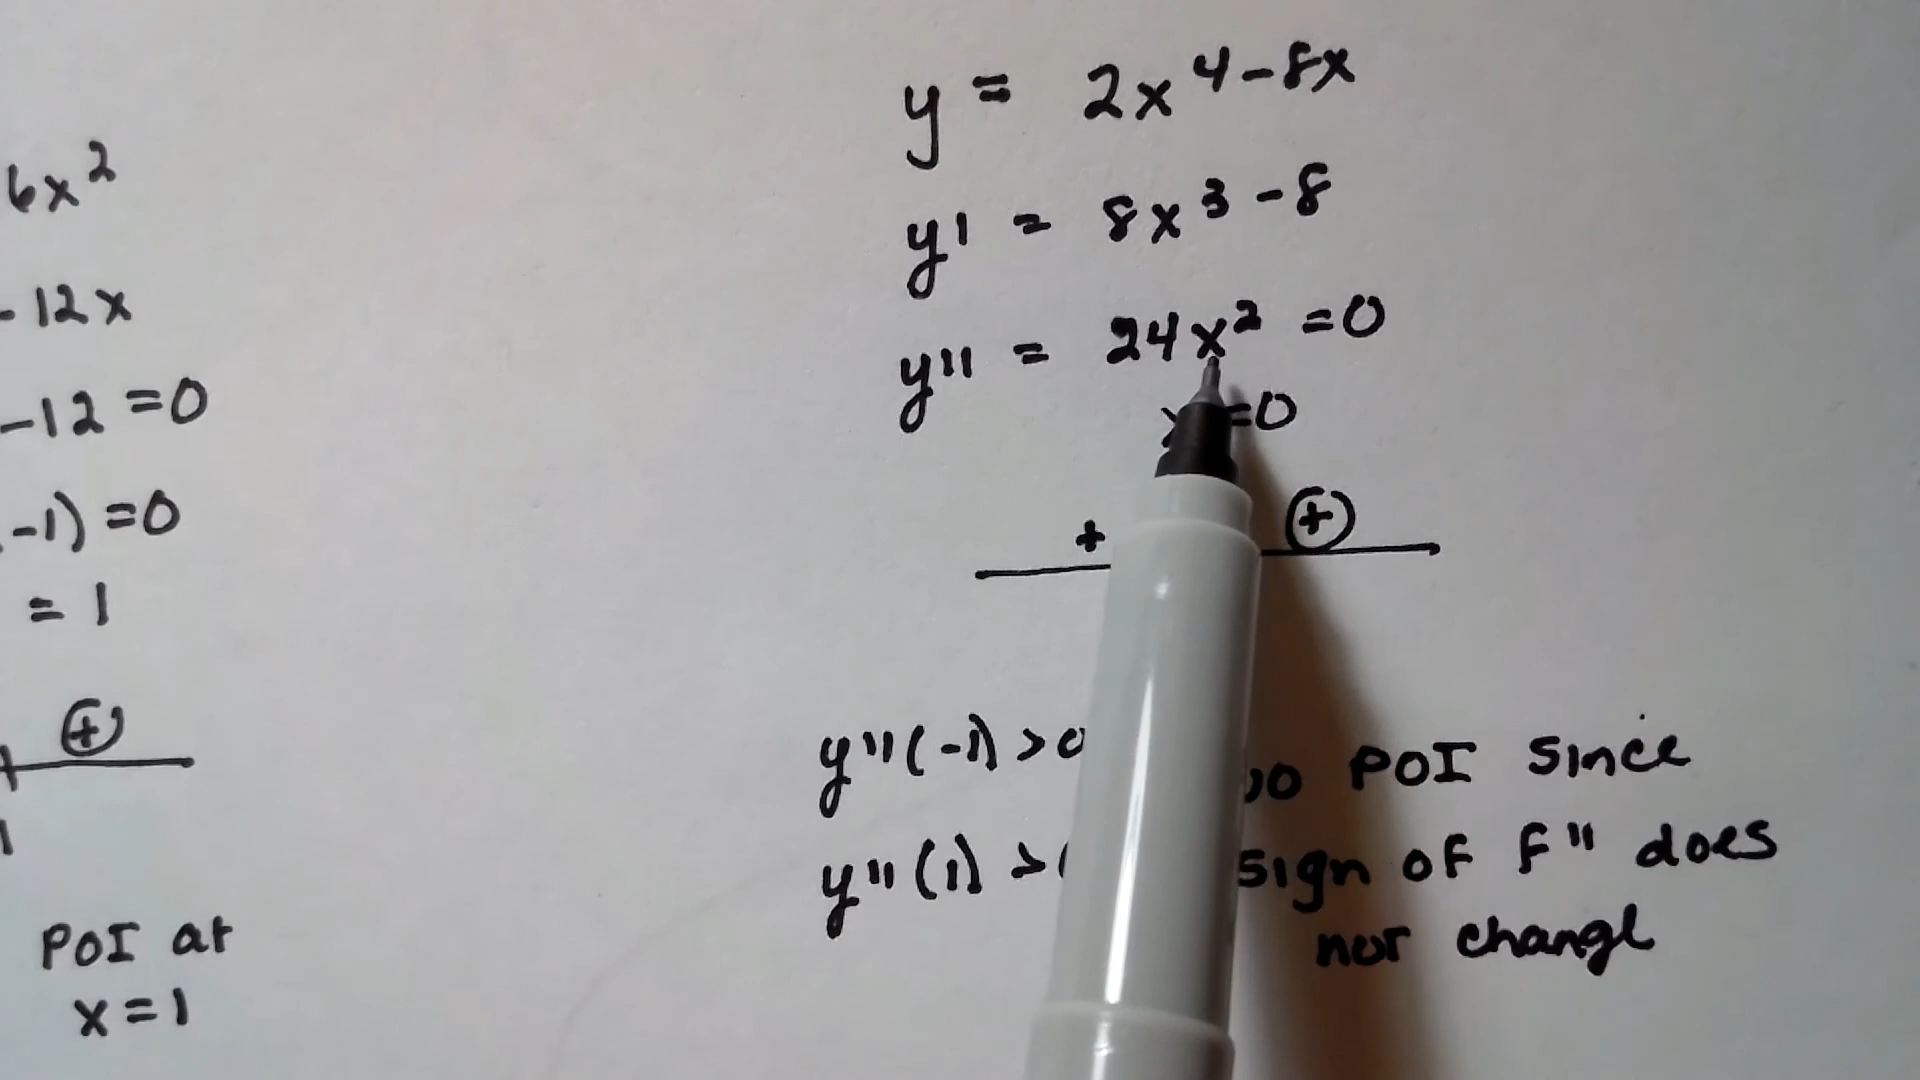 6x²
- 12x
-12 = 0
-1) = 0
= 1
+
1
POI at
x = 1
y = 2x⁴ - 8x
y' = 8x³ - 8
y'' = 24x² = 0
= 0
+ +
y''(-1) > 0
POI since
y''(1) >
sign of f'' does
not change